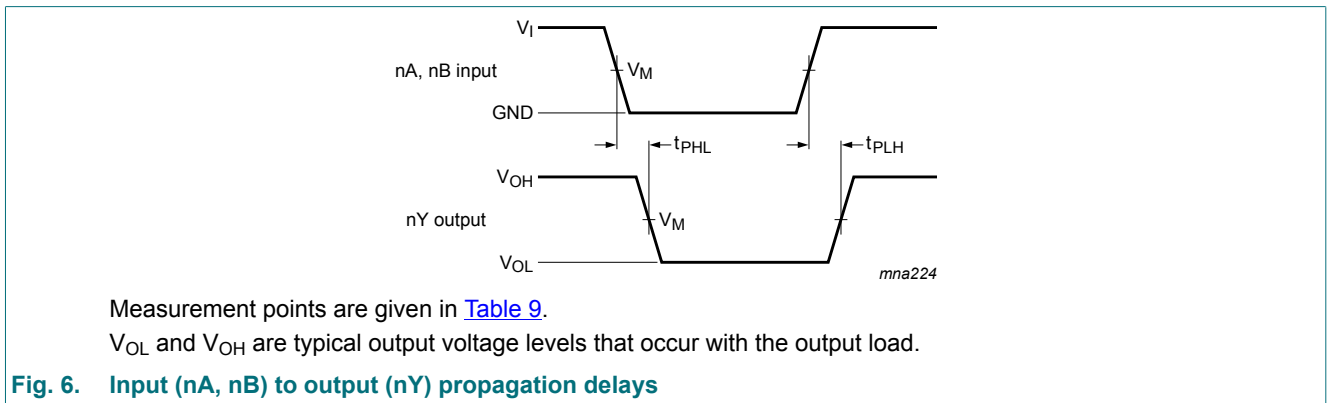 V_I
nA, nB input
V_M
GND
t_PHL
t_PLH
V_OH
nY output
V_M
V_OL
mna224
Measurement points are given in Table 9.
V_OL and V_OH are typical output voltage levels that occur with the output load.
Fig. 6. Input (nA, nB) to output (nY) propagation delays